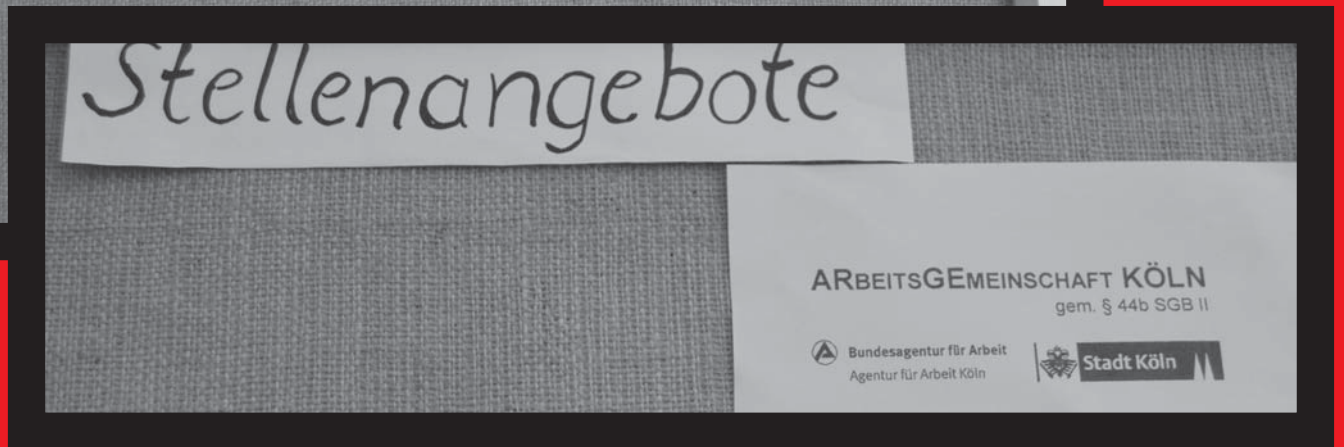 Stellenangebote
ARBEITSGEMEINSCHAFT KÖLN
gem. § 44b SGB II
Bundesagentur für Arbeit
Agentur für Arbeit Köln
Stadt Köln